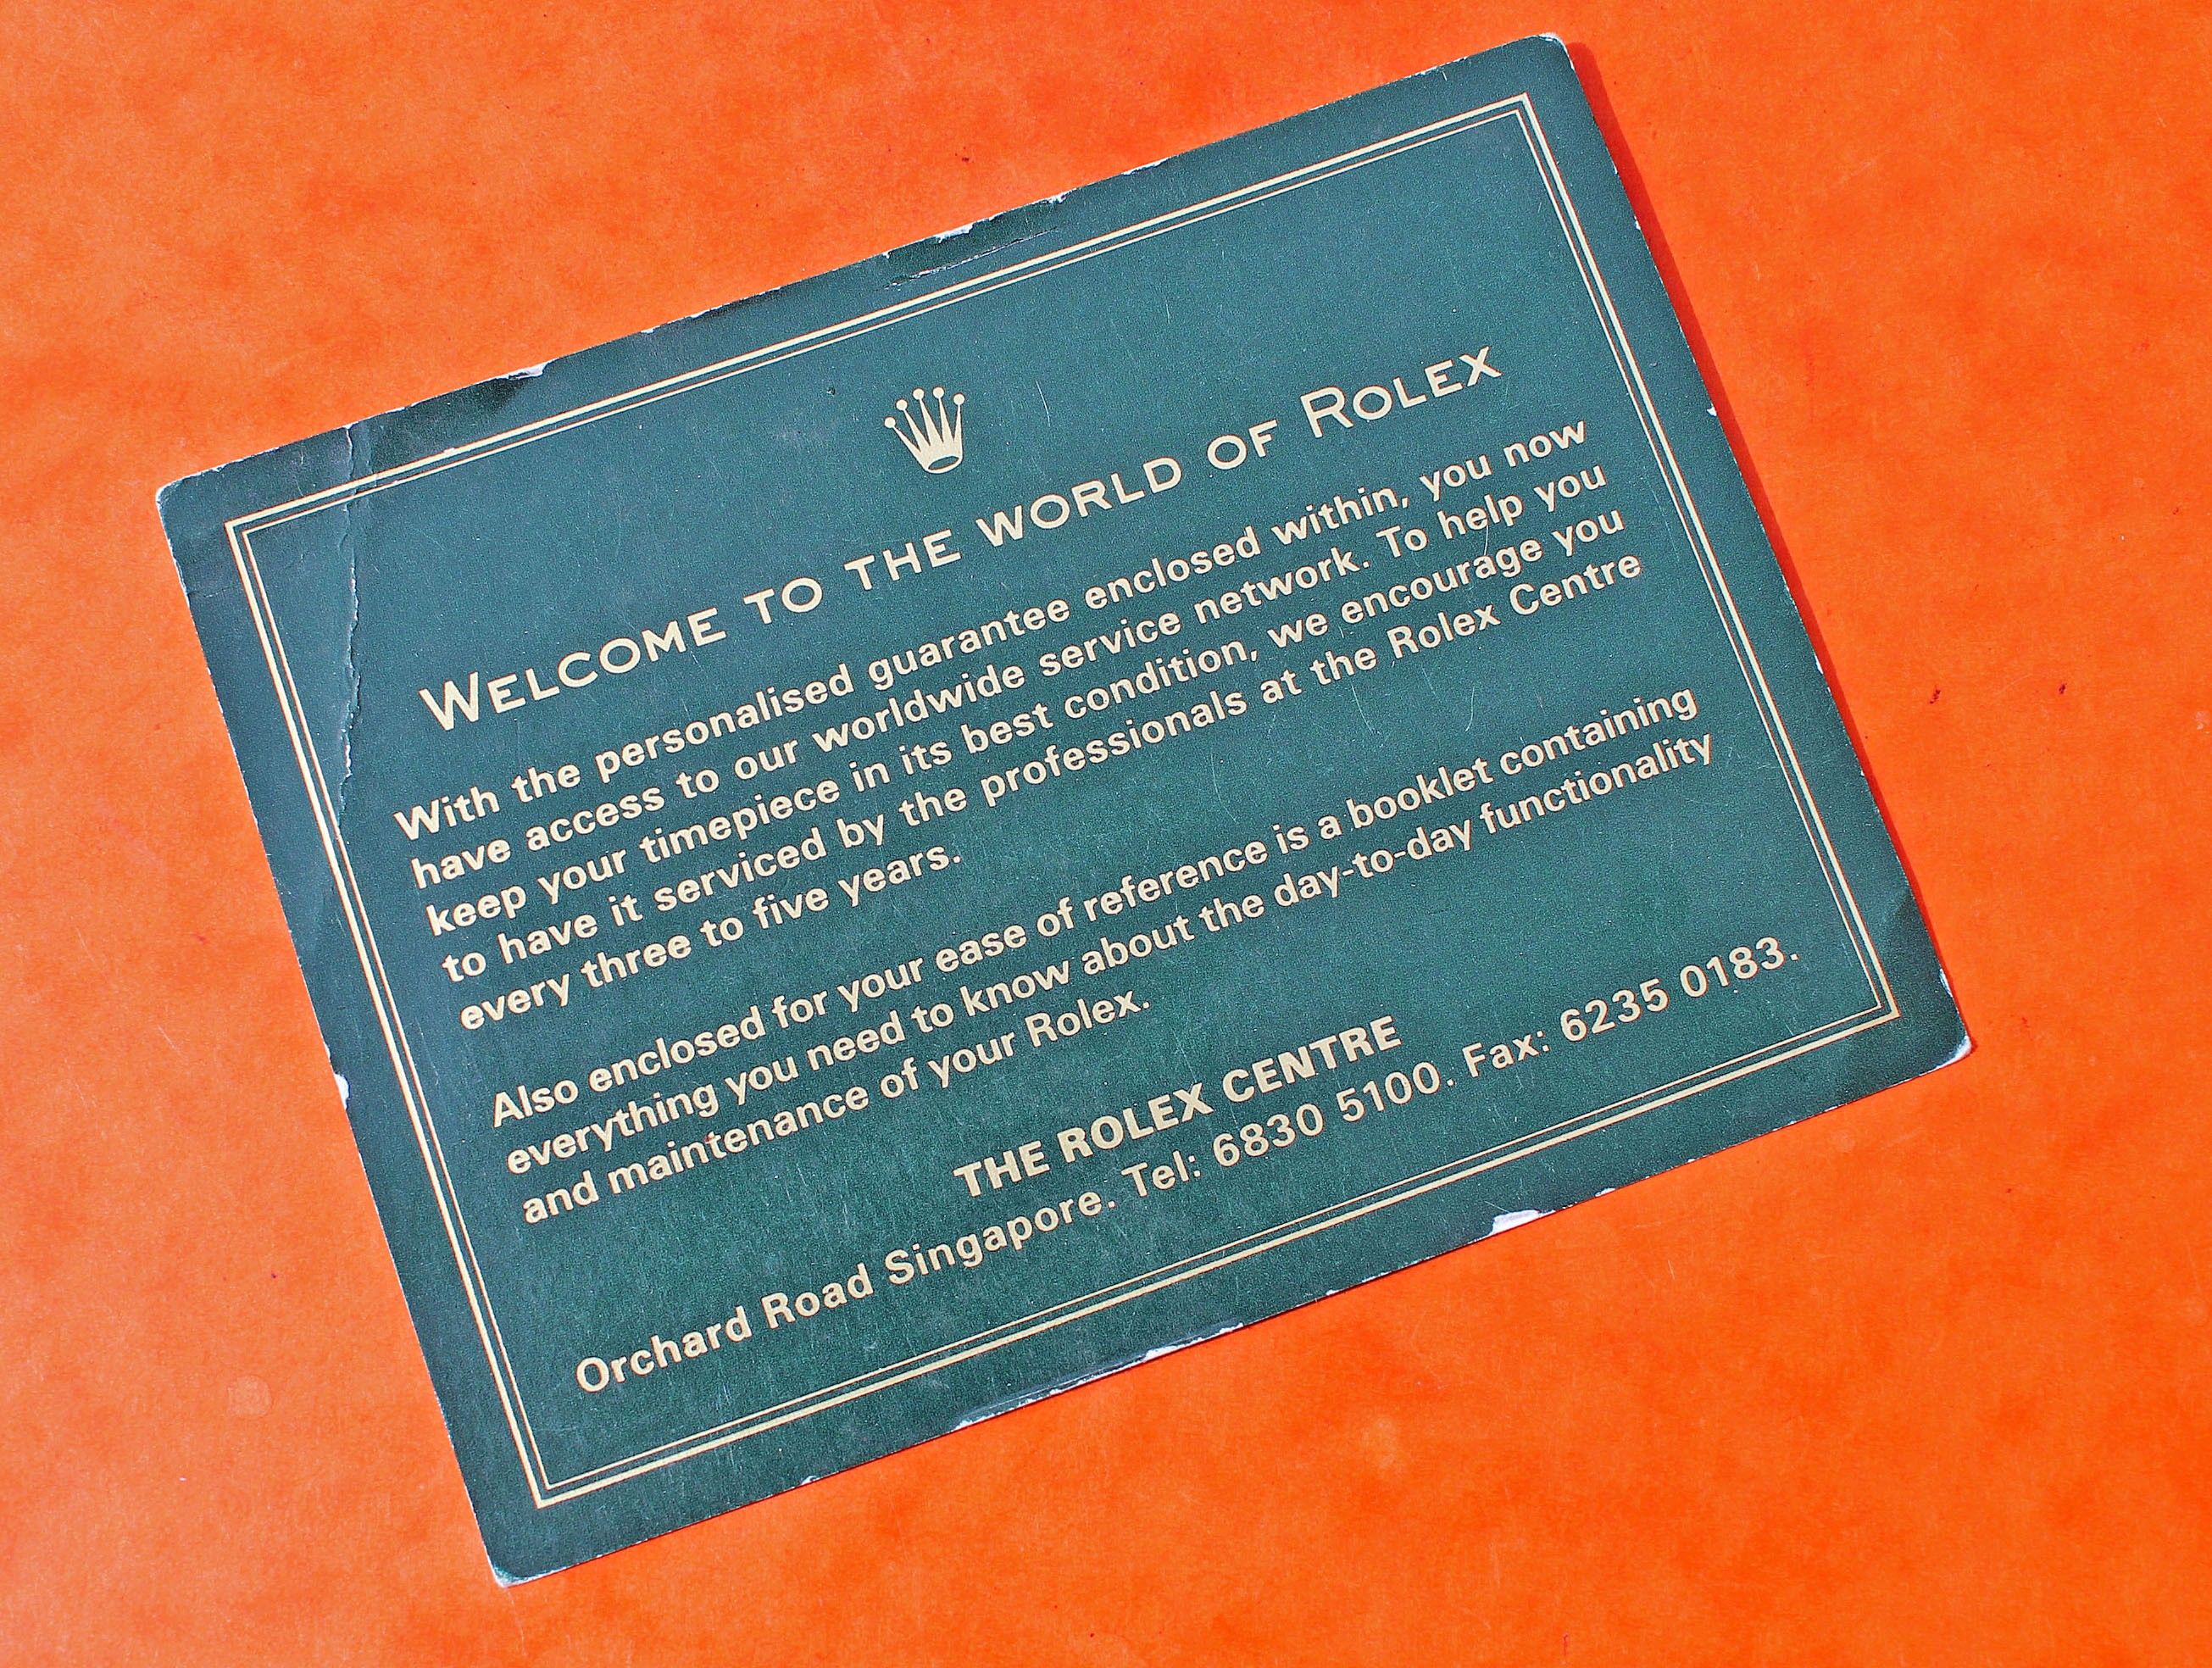 WELCOME TO THE WORLD OF ROLEX
With the personalised guarantee enclosed within, you now
have access to our worldwide service network. To help you
keep your timepiece in its best condition, we encourage you
to have it serviced by the professionals at the Rolex Centre
every three to five years.
Also enclosed for your ease of reference is a booklet containing
everything you need to know about the day-to-day functionality
and maintenance of your Rolex.
THE ROLEX CENTRE
Orchard Road Singapore. Tel: 6830 5100. Fax: 6235 0183.